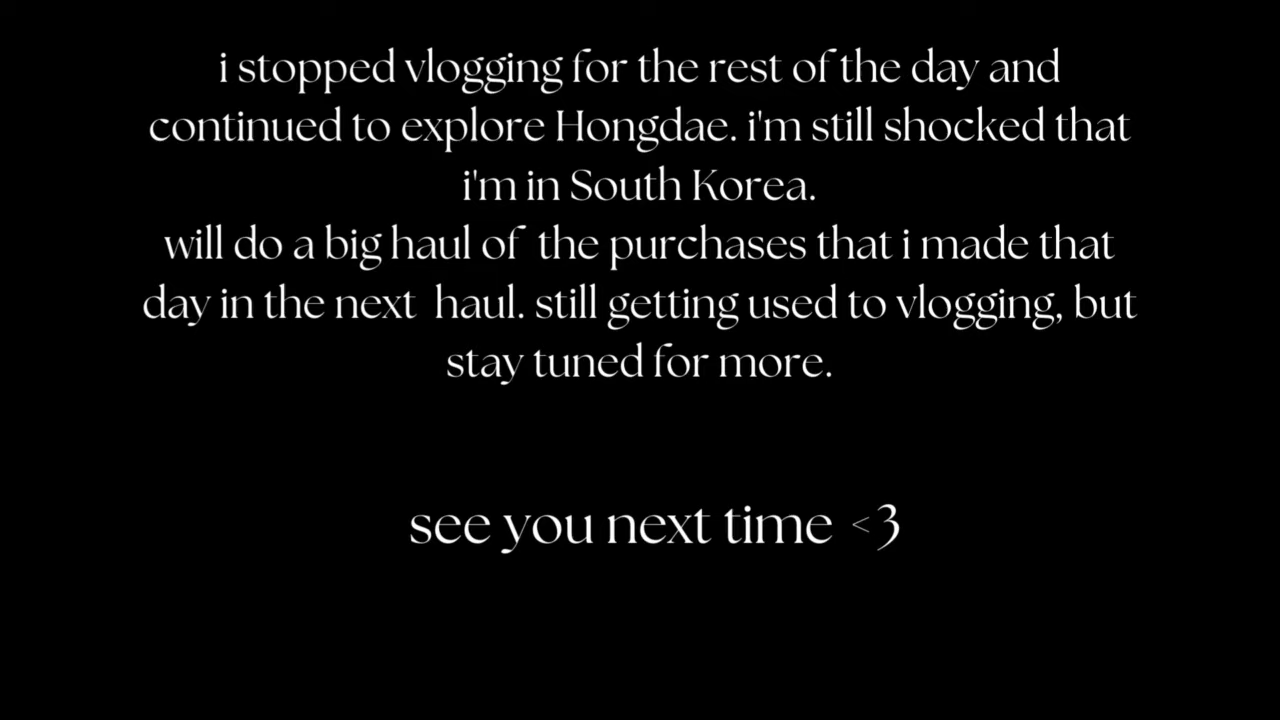 i stopped vlogging for the rest of the day and
continued to explore Hongdae. i'm still shocked that
i'm in South Korea.
will do a big haul of the purchases that i made that
day in the next haul. still getting used to vlogging, but
stay tuned for more.
see you next time <3